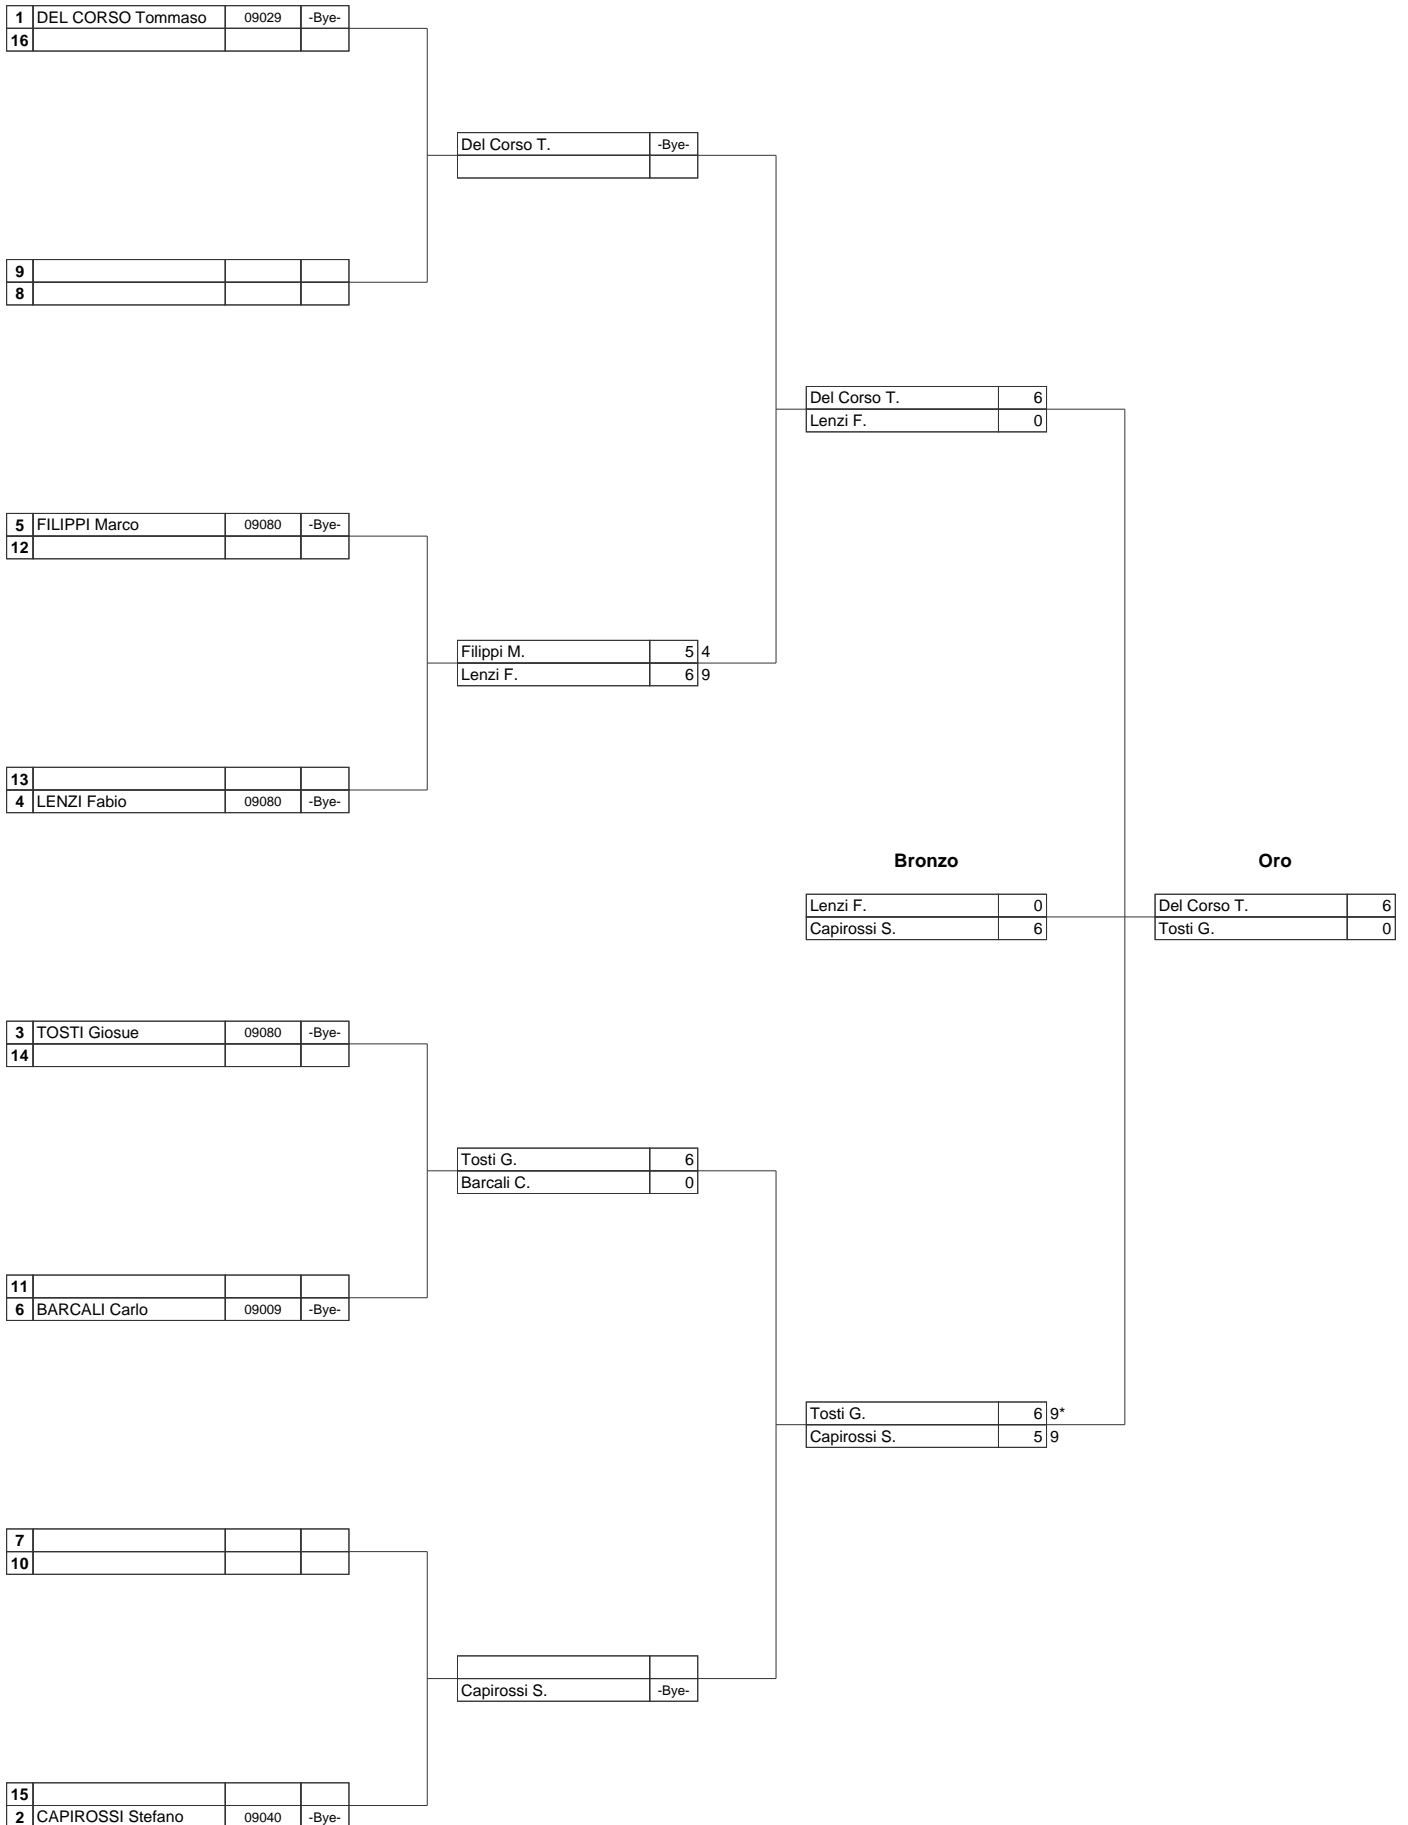 1 DEL CORSO Tommaso 09029 -Bye-
16
Del Corso T. -Bye-
9
8
Del Corso T. 6
Lenzi F. 0
5 FILIPPI Marco 09080 -Bye-
12
Filippi M. 5 4
Lenzi F. 6 9
13
4 LENZI Fabio 09080 -Bye-
Bronzo Oro
Lenzi F. 0 Del Corso T. 6
Capirossi S. 6 Tosti G. 0
3 TOSTI Giosue 09080 -Bye-
14
Tosti G. 6
Barcali C. 0
11
6 BARCALI Carlo 09009 -Bye-
Tosti G. 6 9*
Capirossi S. 5 9
7
10
Capirossi S. -Bye-
15
2 CAPIROSSI Stefano 09040 -Bye-